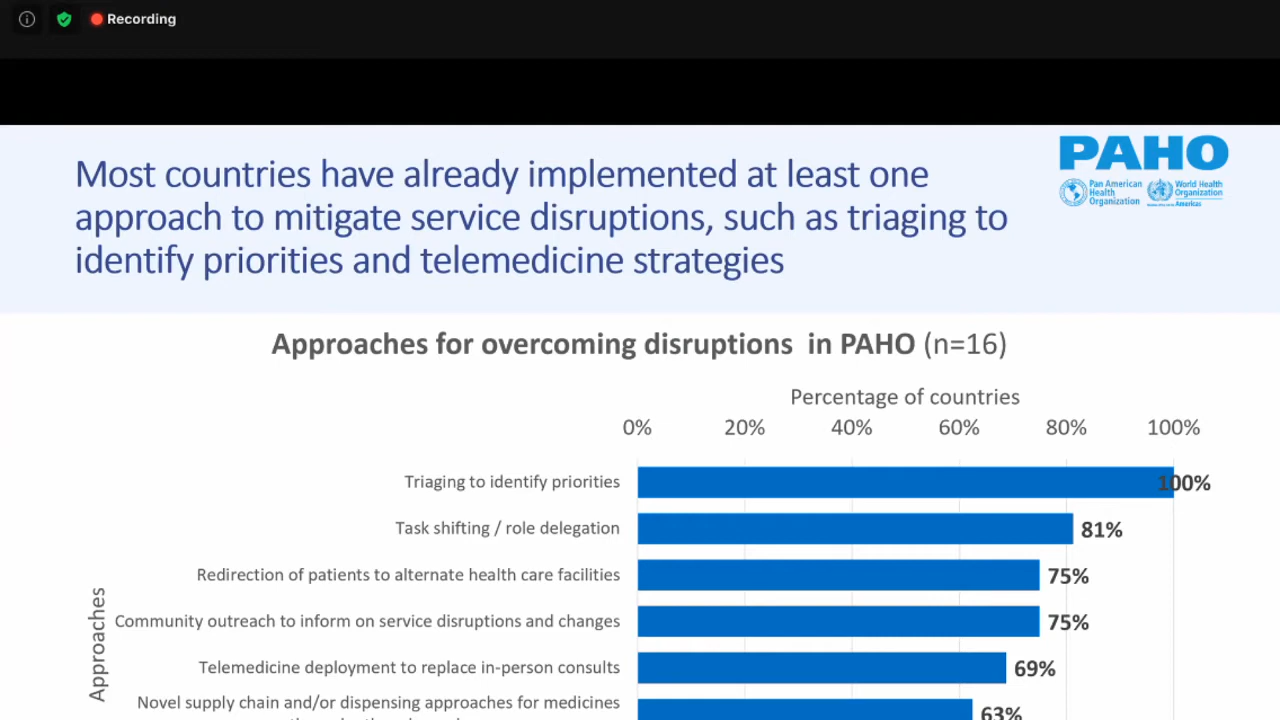 Recording
PAHO
Pan American
Health
Organization
World Health
Organization
Americas
Most countries have already implemented at least one
approach to mitigate service disruptions, such as triaging to
identify priorities and telemedicine strategies
Approaches for overcoming disruptions in PAHO (n=16)
Percentage of countries
0% 20% 40% 60% 80% 100%
Approaches
Triaging to identify priorities 100%
Task shifting / role delegation 81%
Redirection of patients to alternate health care facilities 75%
Community outreach to inform on service disruptions and changes 75%
Telemedicine deployment to replace in-person consults 69%
Novel supply chain and/or dispensing approaches for medicines 63%